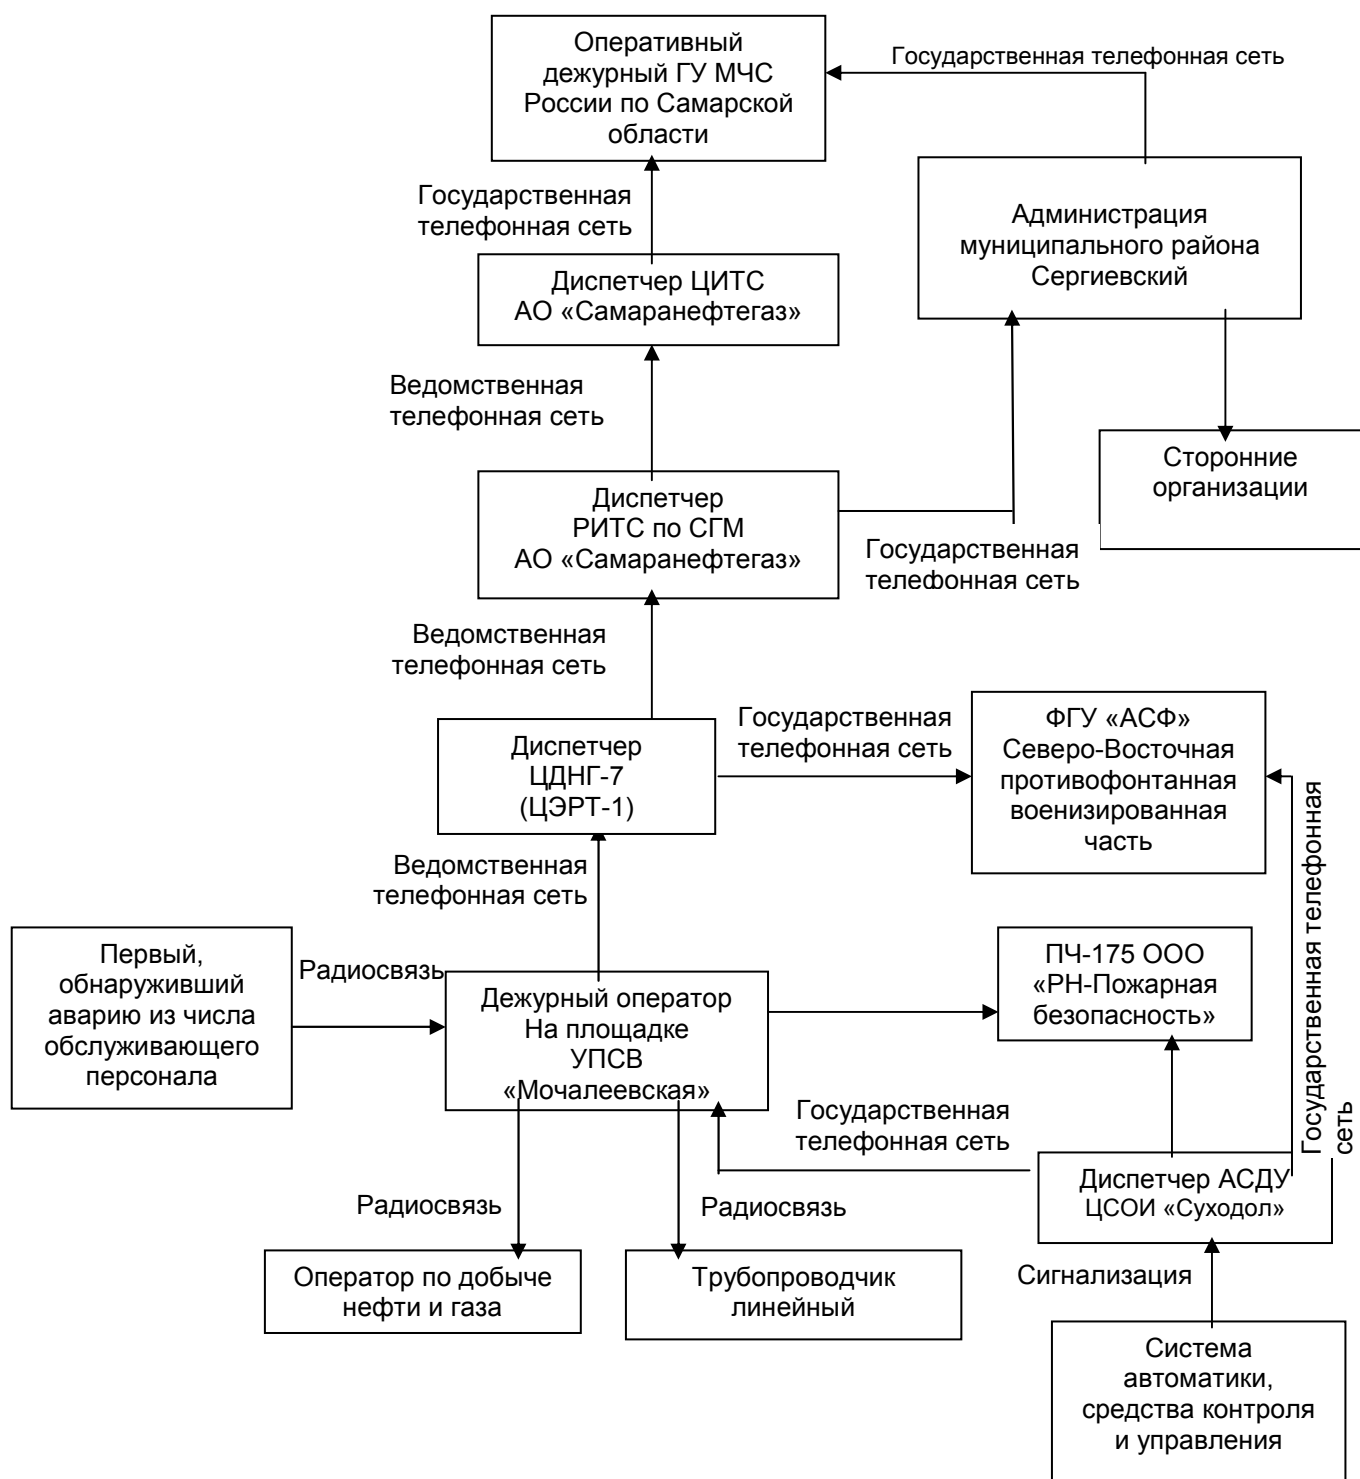 Оперативный
дежурный ГУ МЧС
России по Самарской
области
Государственная телефонная сеть
Администрация
муниципального района
Сергиевский
Государственная
телефонная сеть
Диспетчер ЦИТС
АО «Самаранефтегаз»
Ведомственная
телефонная сеть
Сторонние
организации
Диспетчер
РИТС по СГМ
АО «Самаранефтегаз»
Государственная
телефонная сеть
Ведомственная
телефонная сеть
Диспетчер
ЦДНГ-7
(ЦЭРТ-1)
Государственная
телефонная сеть
ФГУ «АСФ»
Северо-Восточная
противофонтанная
военизированная
часть
Государственная телефонная
сеть
Ведомственная
телефонная сеть
Первый,
обнаруживший
аварию из числа
обслуживающего
персонала
Радиосвязь
Дежурный оператор
На площадке
УПСВ
«Мочалеевская»
ПЧ-175 ООО
«РН-Пожарная
безопасность»
Государственная
телефонная сеть
Диспетчер АСДУ
ЦСОИ «Суходол»
Радиосвязь
Радиосвязь
Оператор по добыче
нефти и газа
Трубопроводчик
линейный
Сигнализация
Система
автоматики,
средства контроля
и управления